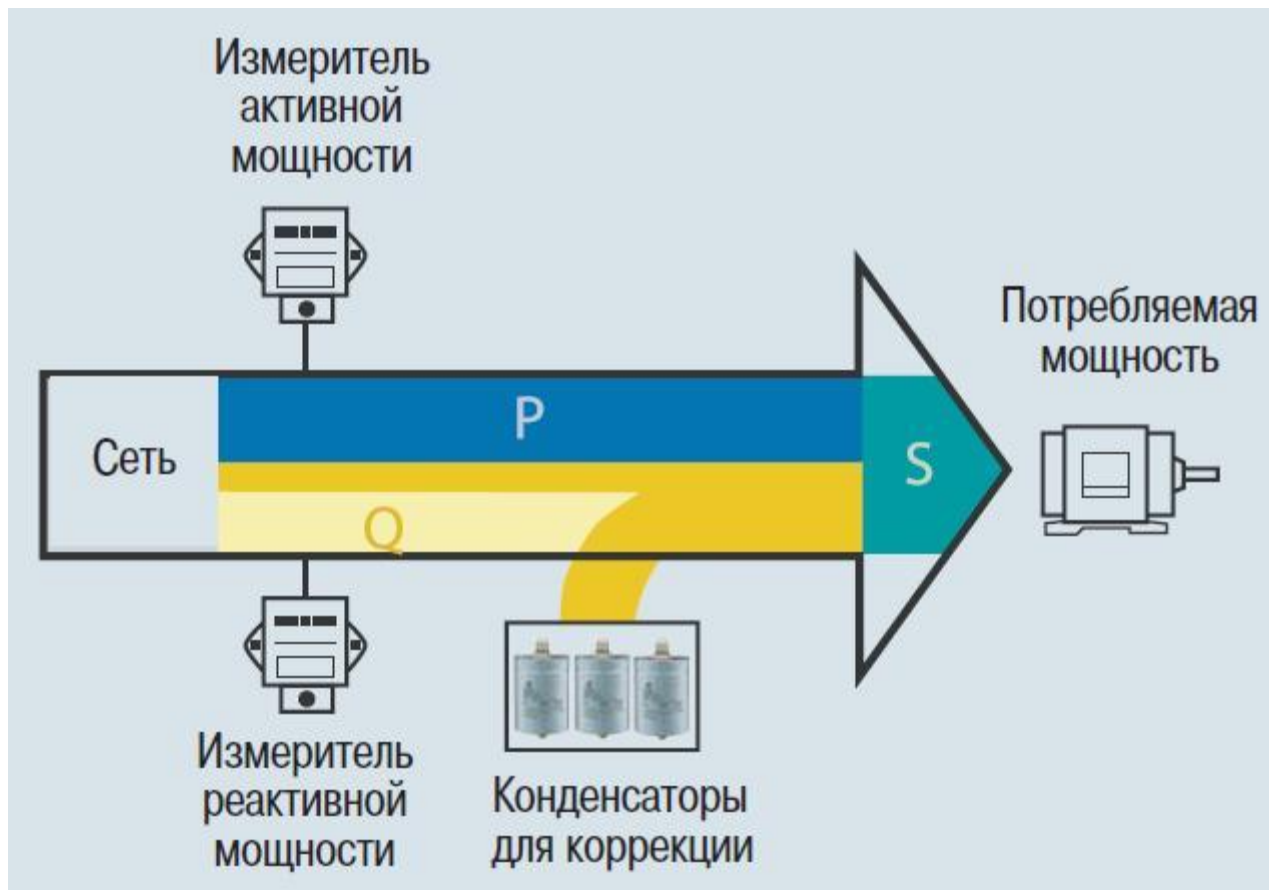 Измеритель
активной
мощности
Потребляемая
мощность
P
Сеть
S
Q
Измеритель
реактивной
мощности
Конденсаторы
для коррекции